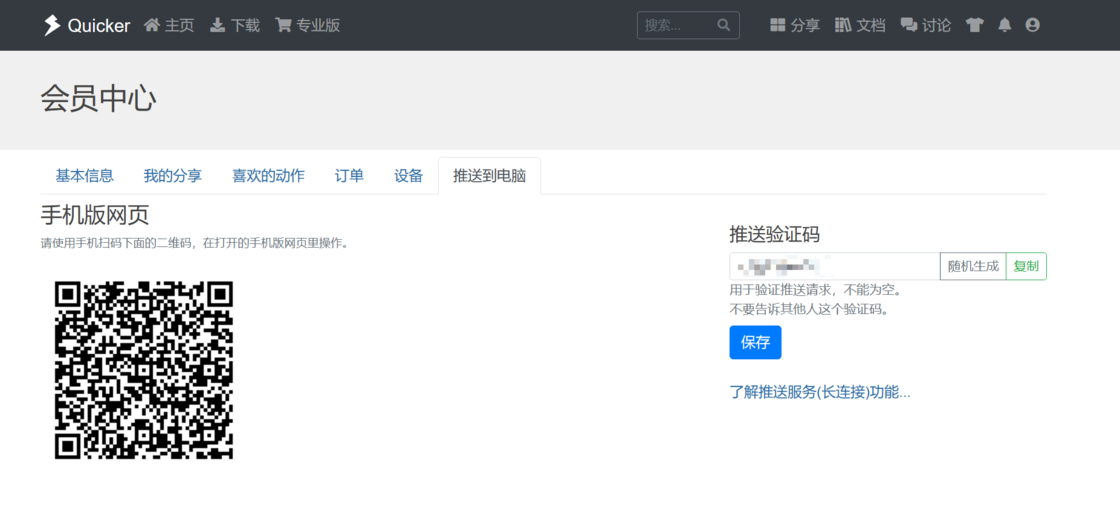 Quicker 主页 下载 专业版 搜索... 分享 文档 讨论
会员中心
基本信息 我的分享 喜欢的动作 订单 设备 推送到电脑
手机版网页
请使用手机扫码下面的二维码，在打开的手机版网页里操作。
推送验证码
随机生成 复制
用于验证推送请求，不能为空。
不要告诉其他人这个验证码。
保存
了解推送服务(长连接)功能...